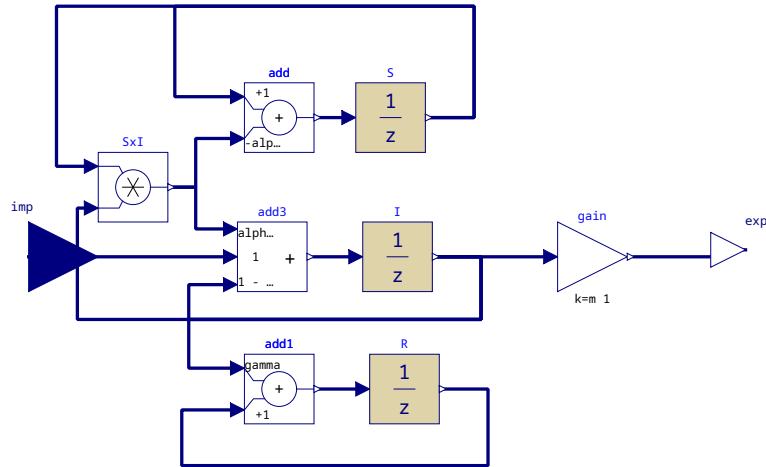 add
S
+1
+
-alp...
1
z
SxI
imp
add3
I
gain
exp
alph...
1
+
1 - ...
1
z
k=m 1
add1
R
gamma
+
+1
1
z